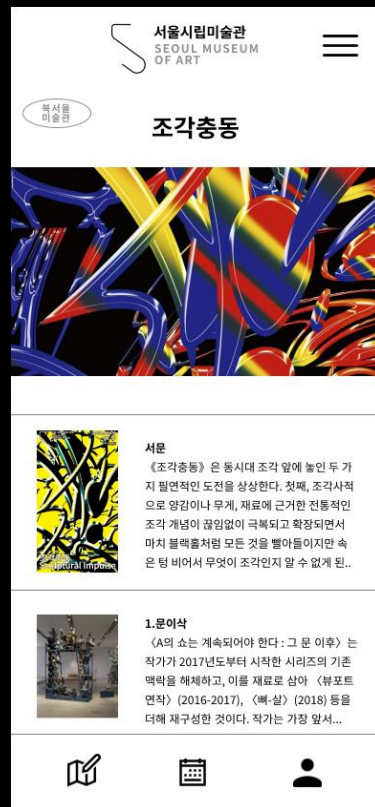 서울시립미술관
SEOUL MUSEUM
OF ART
북서울
미술관
조각충동
서문
《조각충동》은 동시대 조각 앞에 놓인 두 가
지 필연적인 도전을 상상한다. 첫째, 조각사적
으로 양감이나 무게, 재료에 근거한 전통적인
조각 개념이 끊임없이 극복되고 확장되면서
마치 블랙홀처럼 모든 것을 빨아들이지만 속
은 텅 비어서 무엇이 조각인지 알 수 없게 된..
Sculptural Impulse
1.문이삭
〈A의 쇼는 계속되어야 한다 : 그 문 이후〉는
작가가 2017년도부터 시작한 시리즈의 기존
맥락을 해체하고, 이를 재료로 삼아 〈뷰포트
연작〉(2016-2017), 〈뼈-살〉(2018) 등을
더해 재구성한 것이다. 작가는 가장 앞서...